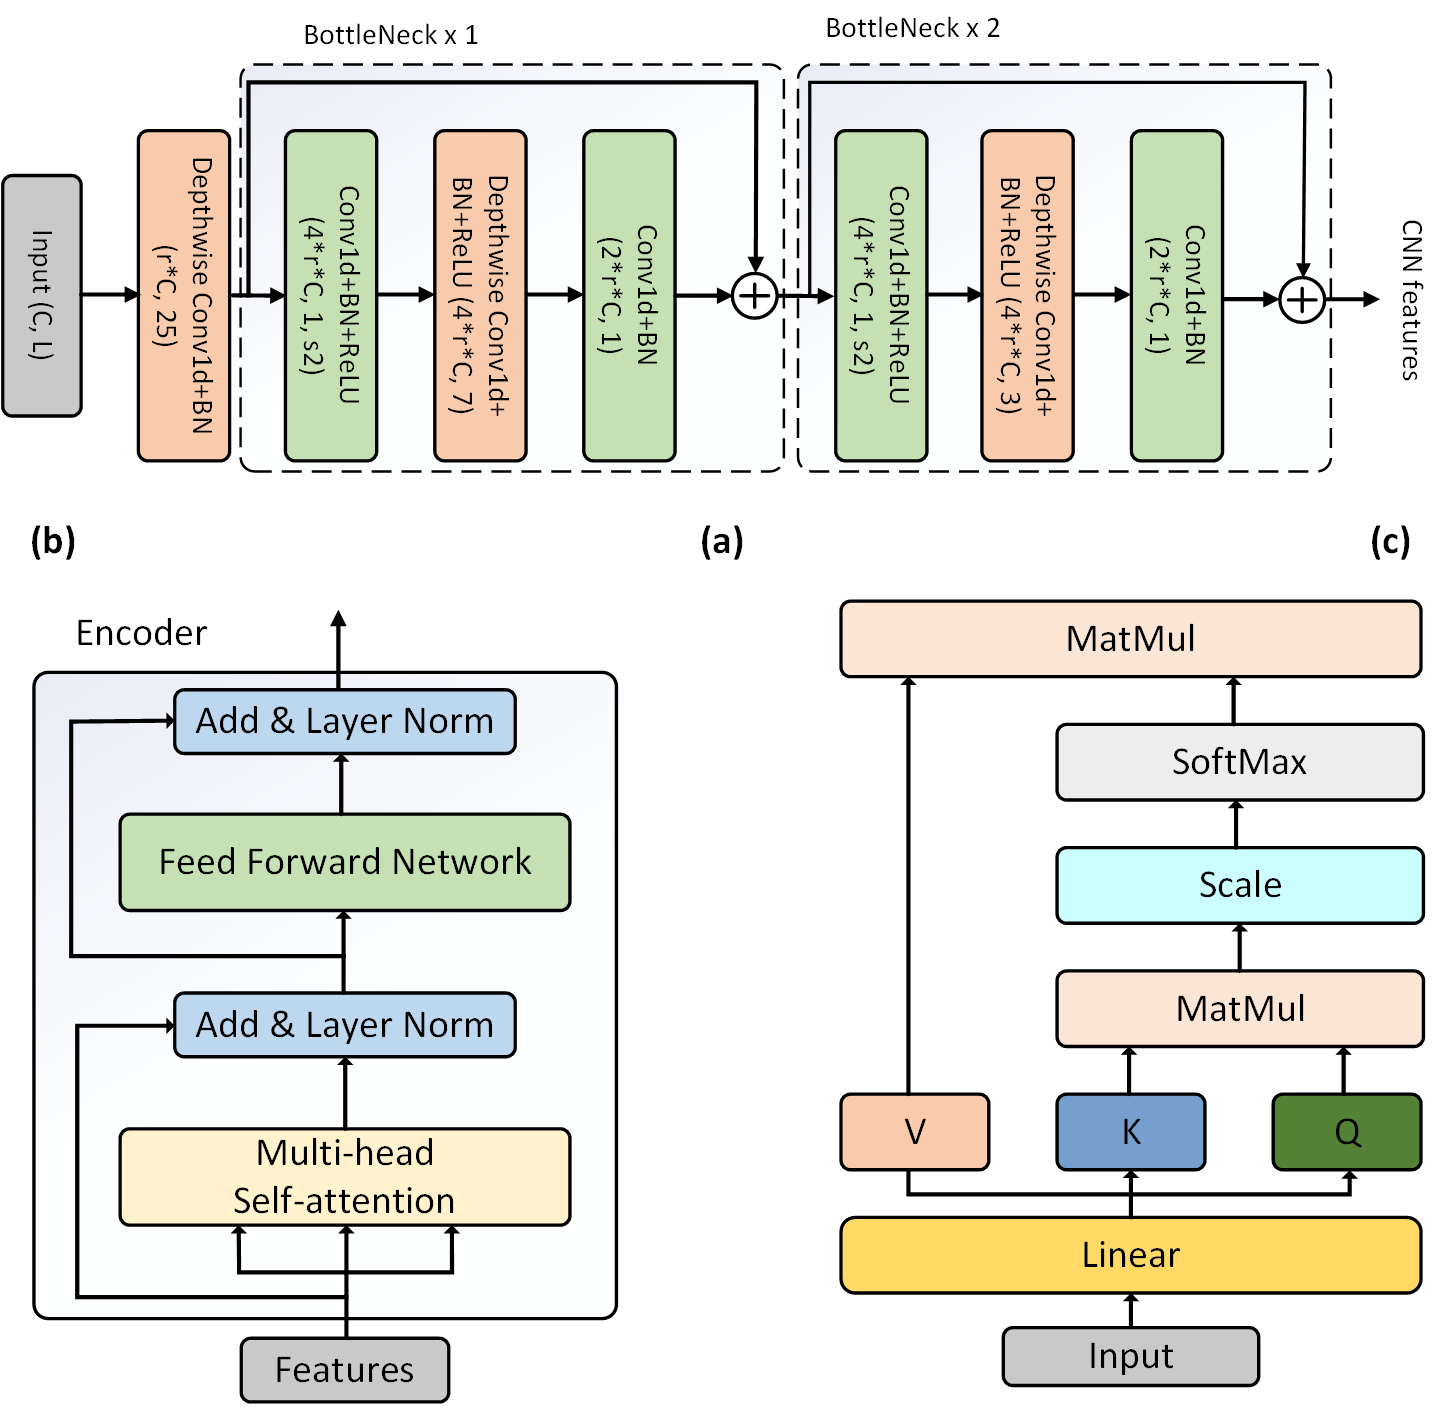 BottleNeck x 1
BottleNeck x 2
Input (C, L)
Depthwise Conv1d+BN
(r*C, 25)
Conv1d+BN+ReLU
(4*r*C, 1, s2)
Depthwise Conv1d+
BN+ReLU (4*r*C, 7)
Conv1d+BN
(2*r*C, 1)
Conv1d+BN+ReLU
(4*r*C, 1, s2)
Depthwise Conv1d+
BN+ReLU (4*r*C, 3)
Conv1d+BN
(2*r*C, 1)
CNN features
(b)
(a)
(c)
Encoder
Add & Layer Norm
Feed Forward Network
Add & Layer Norm
Multi-head
Self-attention
Features
MatMul
SoftMax
Scale
MatMul
V
K
Q
Linear
Input